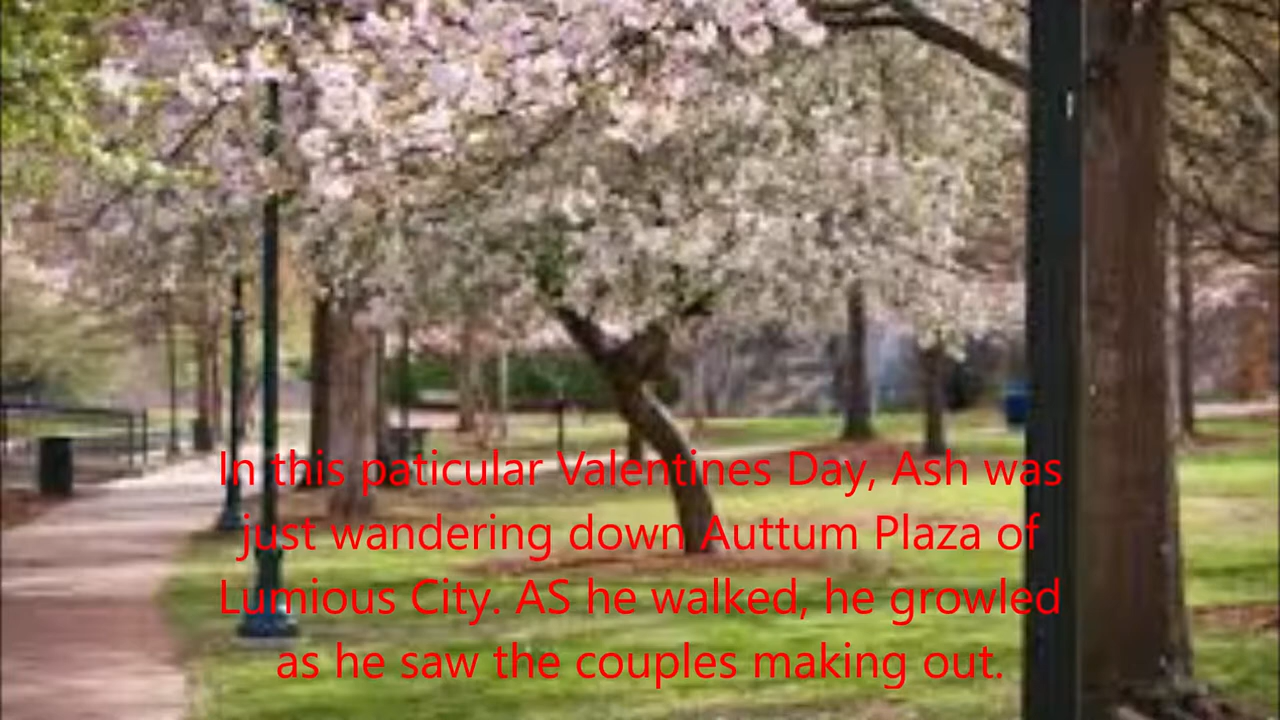 In this paticular Valentines Day, Ash was
just wandering down Auttum Plaza of
Lumious City. AS he walked, he growled
as he saw the couples making out.